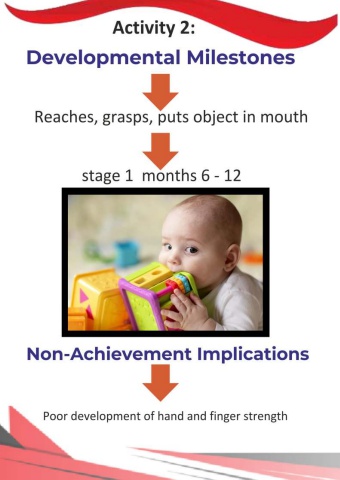 Activity 2:
Developmental Milestones
Reaches, grasps, puts object in mouth
stage 1 months 6 - 12
Non-Achievement Implications
Poor development of hand and finger strength